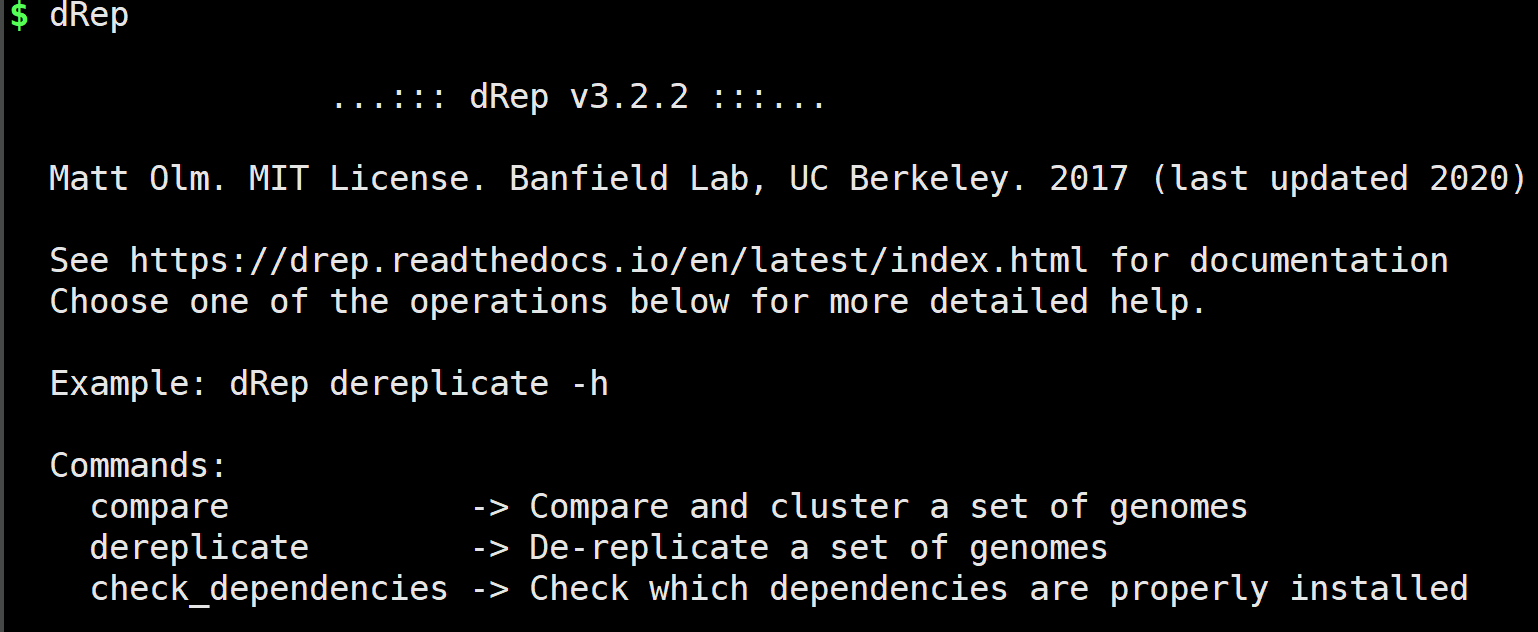 $ dRep
...::: dRep v3.2.2 :::...
Matt Olm. MIT License. Banfield Lab, UC Berkeley. 2017 (last updated 2020)
See https://drep.readthedocs.io/en/latest/index.html for documentation
Choose one of the operations below for more detailed help.
Example: dRep dereplicate -h
Commands:
compare -> Compare and cluster a set of genomes
dereplicate -> De-replicate a set of genomes
check_dependencies -> Check which dependencies are properly installed